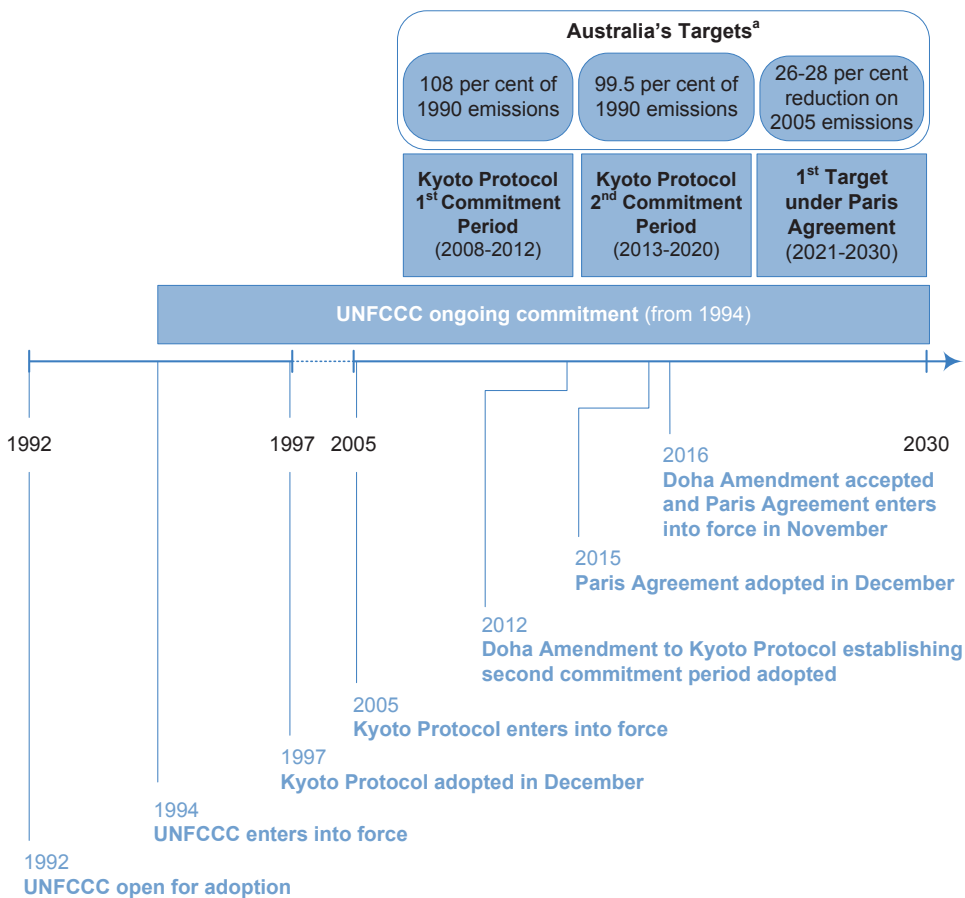 Australia's Targetsa
108 per cent of
1990 emissions
99.5 per cent of
1990 emissions
26-28 per cent
reduction on
2005 emissions
Kyoto Protocol
1st Commitment
Period
(2008-2012)
Kyoto Protocol
2nd Commitment
Period
(2013-2020)
1st Target
under Paris
Agreement
(2021-2030)
UNFCCC ongoing commitment (from 1994)
1992
1997
2005
2030
2016
Doha Amendment accepted
and Paris Agreement enters
into force in November
2015
Paris Agreement adopted in December
2012
Doha Amendment to Kyoto Protocol establishing
second commitment period adopted
2005
Kyoto Protocol enters into force
1997
Kyoto Protocol adopted in December
1994
UNFCCC enters into force
1992
UNFCCC open for adoption